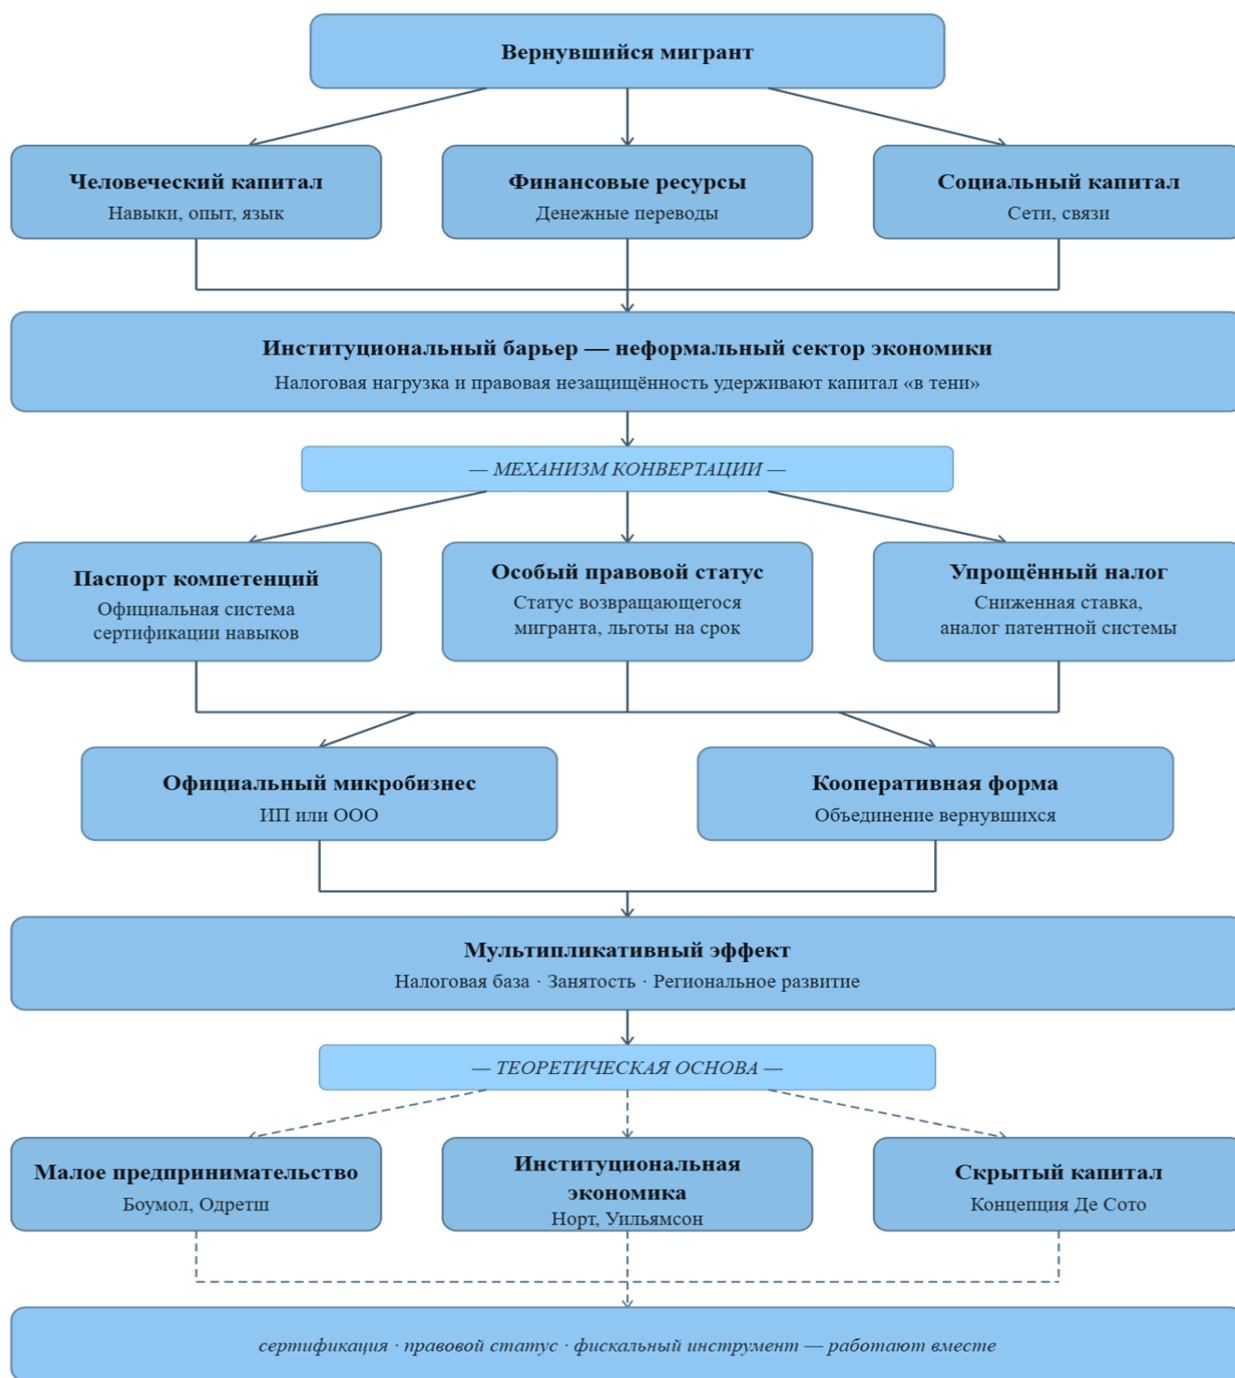 Вернувшийся мигрант
Человеческий капитал
Навыки, опыт, язык
Финансовые ресурсы
Денежные переводы
Социальный капитал
Сети, связи
Институциональный барьер — неформальный сектор экономики
Налоговая нагрузка и правовая незащищённость удерживают капитал «в тени»
— МЕХАНИЗМ КОНВЕРТАЦИИ —
Паспорт компетенций
Официальная система
сертификации навыков
Особый правовой статус
Статус возвращающегося
мигранта, льготы на срок
Упрощённый налог
Сниженная ставка,
аналог патентной системы
Официальный микробизнес
ИП или ООО
Кооперативная форма
Объединение вернувшихся
Мультипликативный эффект
Налоговая база · Занятость · Региональное развитие
— ТЕОРЕТИЧЕСКАЯ ОСНОВА —
Малое предпринимательство
Боумол, Одретш
Институциональная
экономика
Норт, Уильямсон
Скрытый капитал
Концепция Де Сото
сертификация · правовой статус · фискальный инструмент — работают вместе